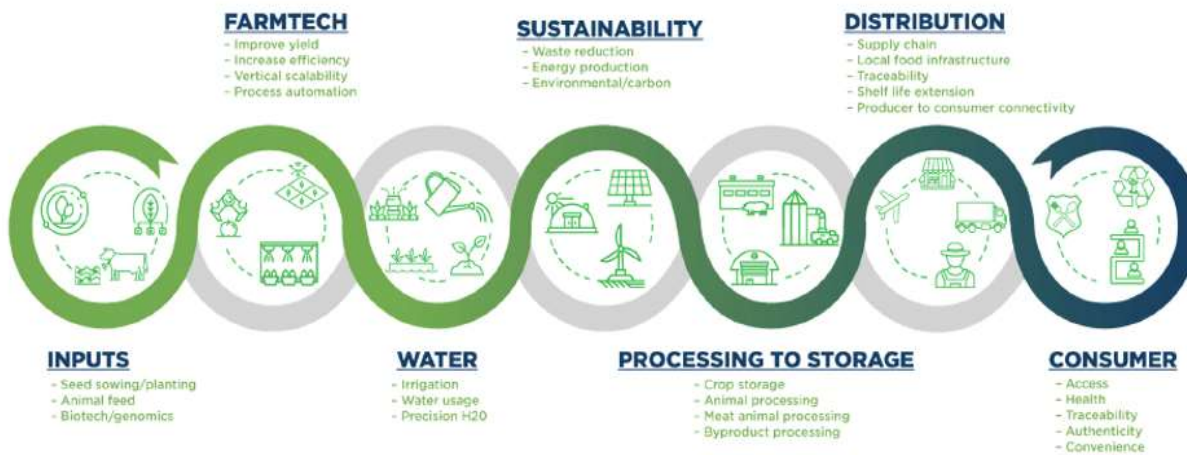 FARMTECH
– Improve yield
– Increase efficiency
– Vertical scalability
– Process automation
SUSTAINABILITY
– Waste reduction
– Energy production
– Environmental/carbon
DISTRIBUTION
– Supply chain
– Local food infrastructure
– Traceability
– Shelf life extension
– Producer to consumer connectivity
INPUTS
– Seed sowing/planting
– Animal feed
– Biotech/genomics
WATER
– Irrigation
– Water usage
– Precision H20
PROCESSING TO STORAGE
– Crop storage
– Animal processing
– Meat animal processing
– Byproduct processing
CONSUMER
– Access
– Health
– Traceability
– Authenticity
– Convenience